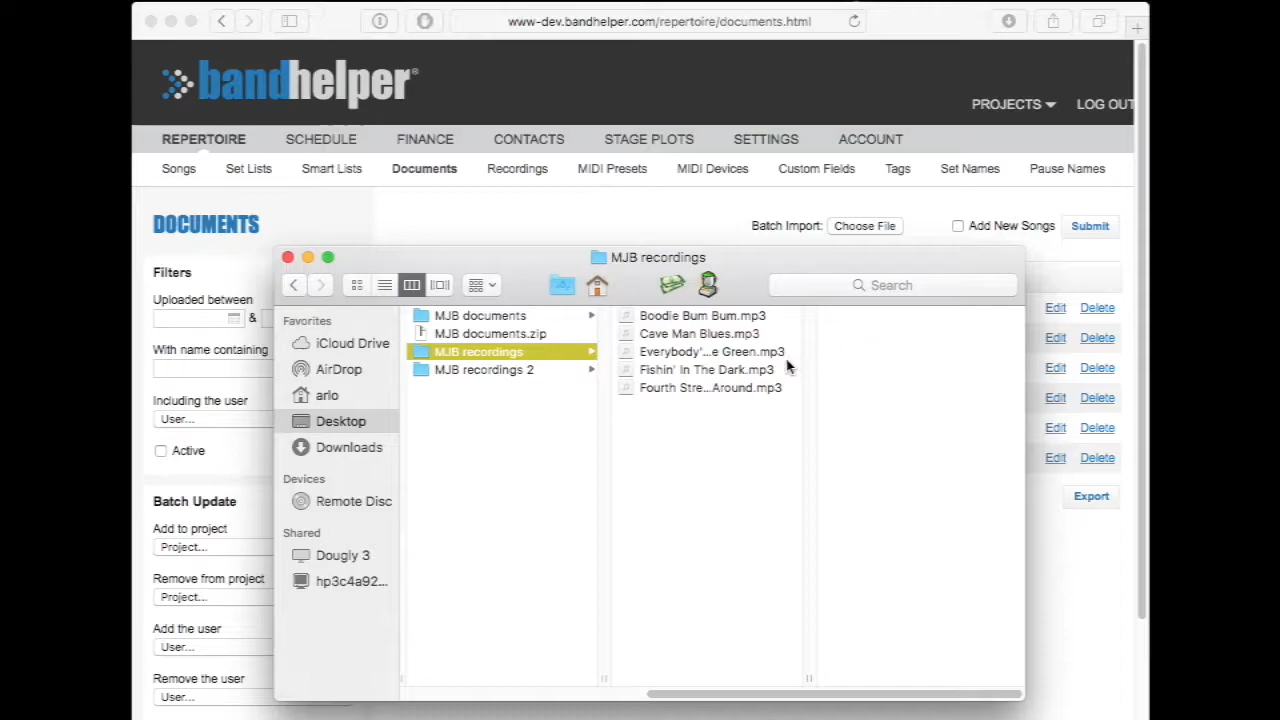 www-dev.bandhelper.com/repertoire/documents.html
bandhelper®
PROJECTS LOG OUT
REPERTOIRE SCHEDULE FINANCE CONTACTS STAGE PLOTS SETTINGS ACCOUNT
Songs Set Lists Smart Lists Documents Recordings MIDI Presets MIDI Devices Custom Fields Tags Set Names Pause Names
DOCUMENTS
Batch Import: Choose File Add New Songs Submit
MJB recordings
Search
Filters
Uploaded between
&
With name containing
Including the user
User...
Active
Batch Update
Add to project
Project...
Remove from project
Project...
Add the user
User...
Remove the user
User...
Favorites
iCloud Drive
AirDrop
arlo
Desktop
Downloads
Devices
Remote Disc
Shared
Dougly 3
hp3c4a92...
MJB documents
MJB documents.zip
MJB recordings
MJB recordings 2
Boodie Bum Bum.mp3
Cave Man Blues.mp3
Everybody'...e Green.mp3
Fishin' In The Dark.mp3
Fourth Stre...Around.mp3
Edit Delete
Edit Delete
Edit Delete
Edit Delete
Edit Delete
Edit Delete
Export